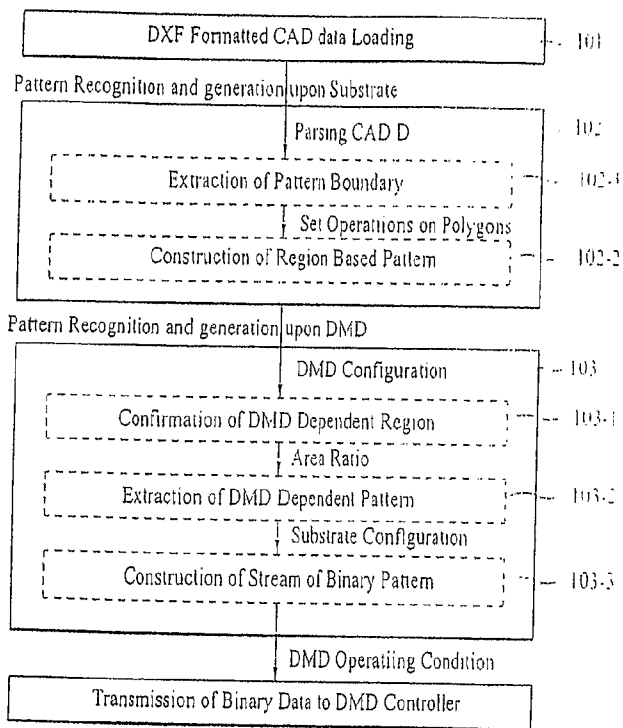 DXF Formatted CAD data Loading
101
Pattern Recognition and generation upon Substrate
102
Parsing CAD D
Extraction of Pattern Boundary
102-1
Set Operatiions on Polygons
Construction of Region Based Pattern
102-2
Pattern Recognition and generation upon DMD
DMD Configuration
103
Confirmation of DMD Dependent Region
103-1
Area Ratio
Extraction of DMD Dependent Pattern
103-2
Substrate Configuration
Construction of Stream of Binary Pattern
103-3
DMD Operatiing Condition
Transmission of Binary Data to DMD Controller